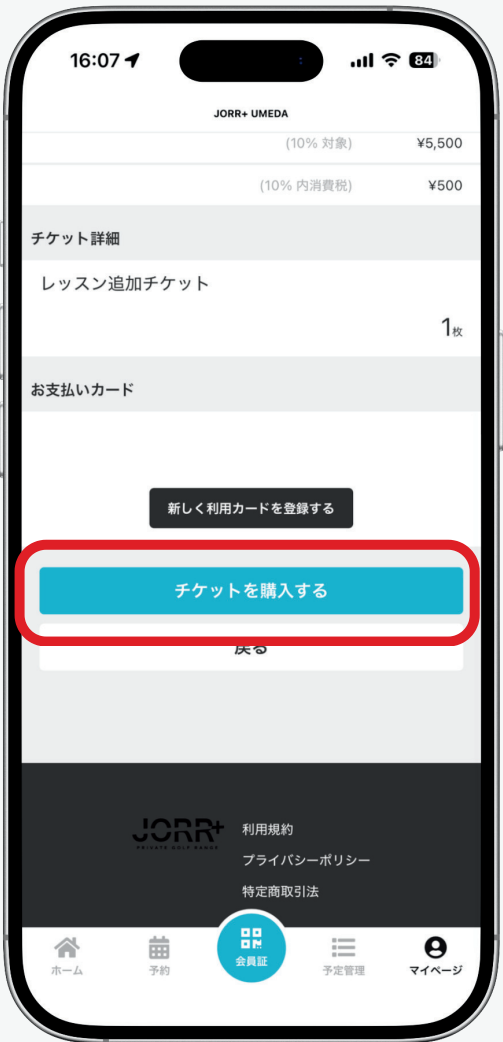 16:07
84
JORR+ UMEDA
(10% 対象) ¥5,500
(10% 内消費税) ¥500
チケット詳細
レッスン追加チケット
1枚
お支払いカード
新しく利用カードを登録する
チケットを購入する
戻る
JORR+
PRIVATE GOLF RANGE
利用規約
プライバシーポリシー
特定商取引法
ホーム
予約
会員証
予定管理
マイページ